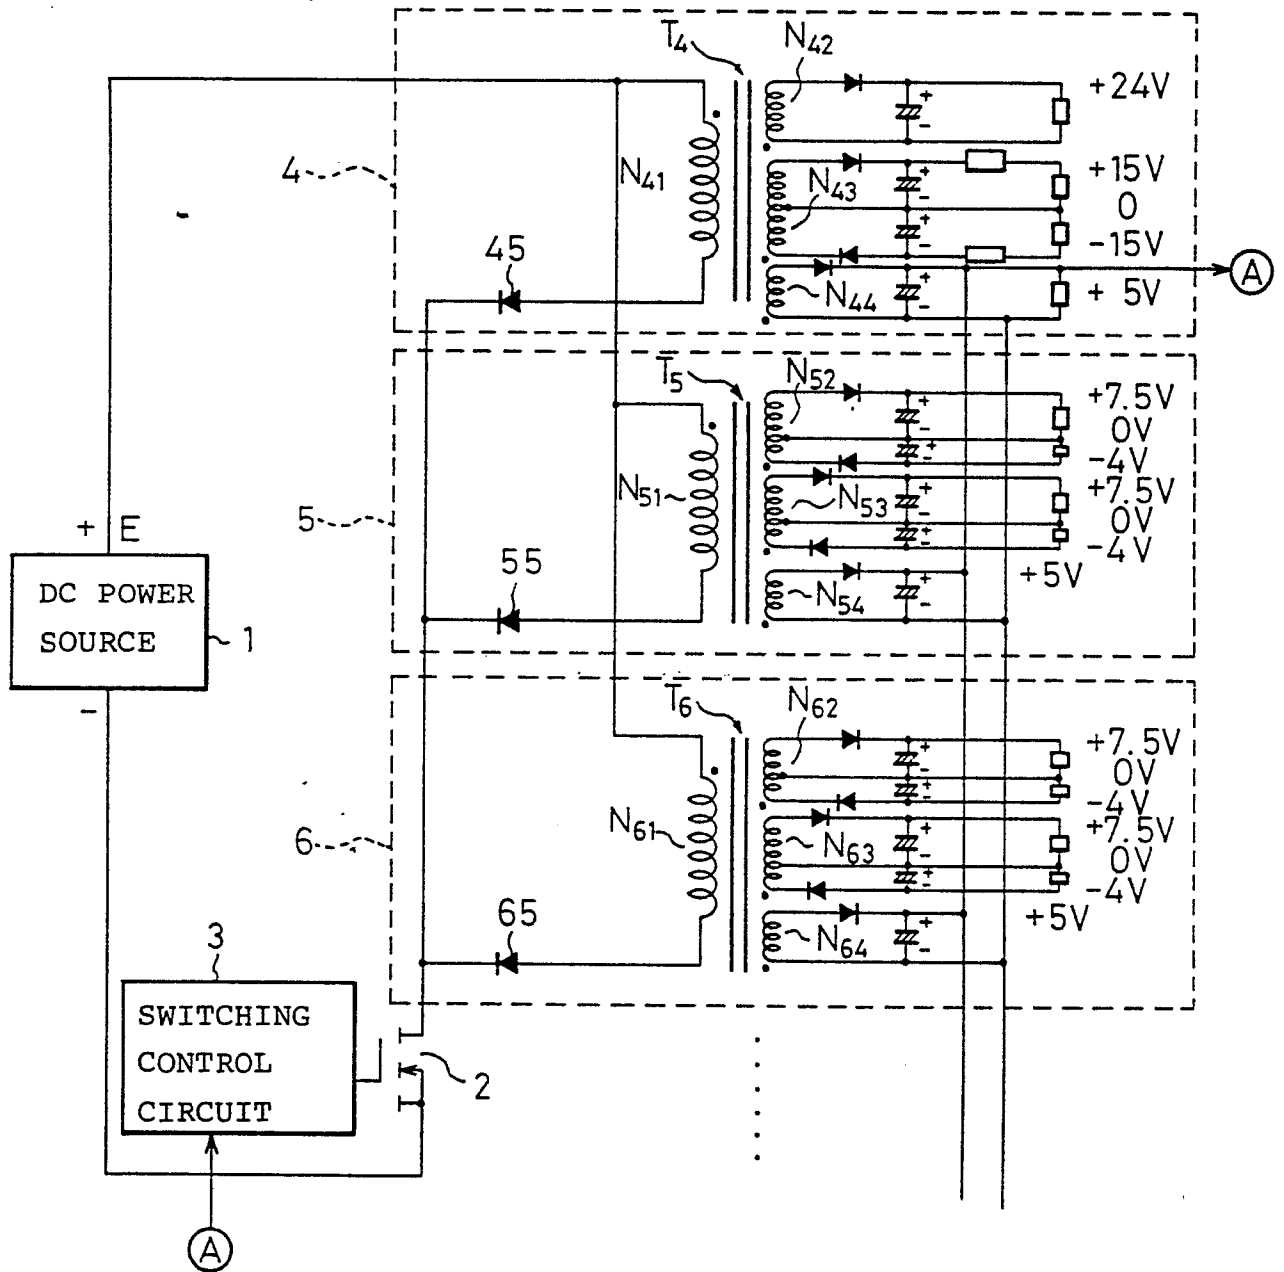 T4
N42
+24V
4
N41
N43
+15V
0
-15V
45
N44
+ 5V
A
T5
N52
+7.5V
0V
-4V
5
N51
N53
+7.5V
0V
-4V
+5V
N54
55
+ E
DC POWER
SOURCE
1
-
T6
N62
+7.5V
0V
-4V
6
N61
N63
+7.5V
0V
-4V
+5V
N64
65
3
SWITCHING
CONTROL
CIRCUIT
2
A